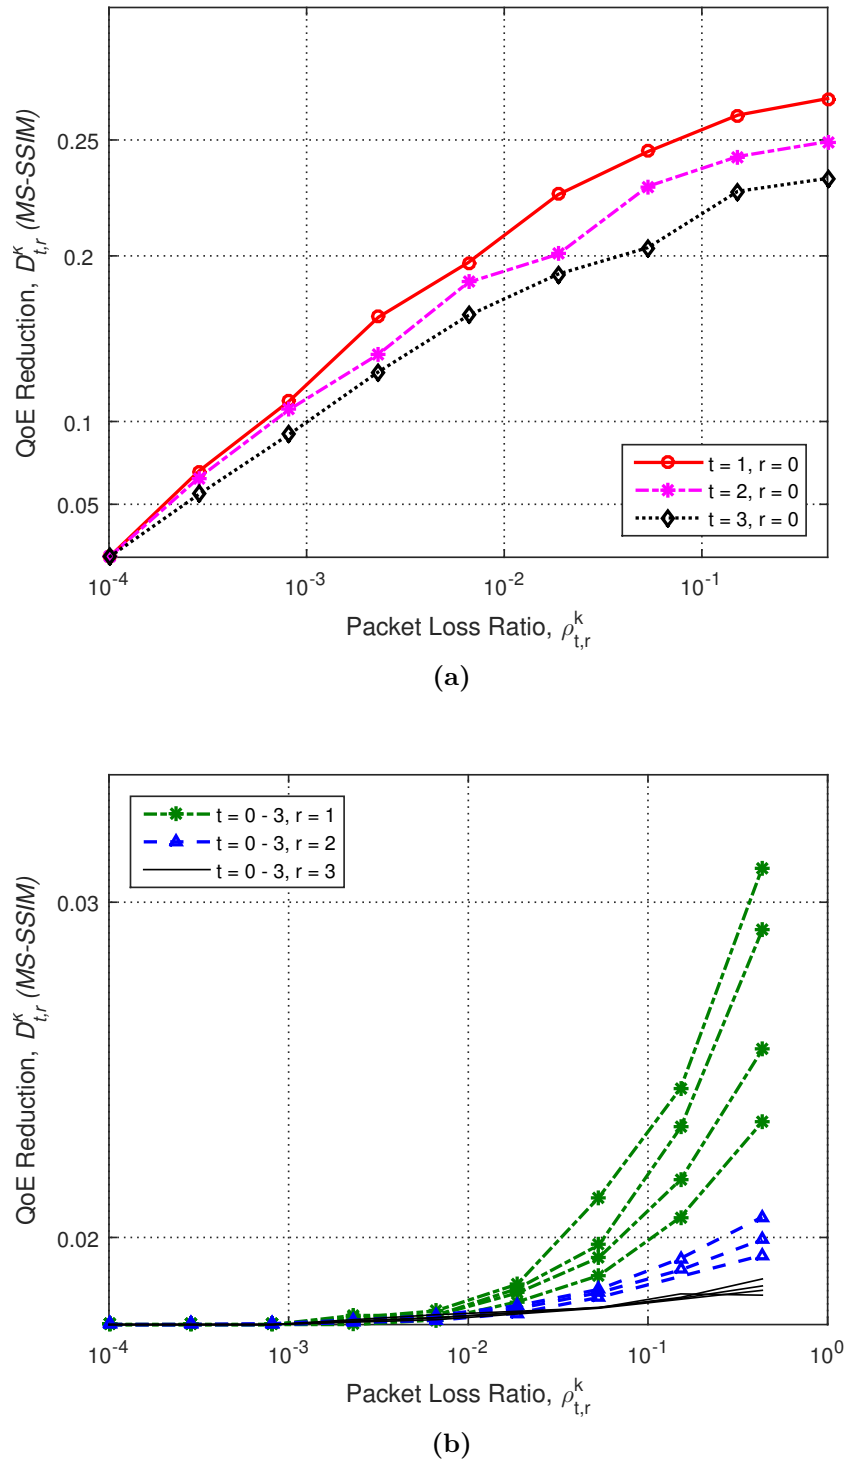 QoE Reduction, D^K_{t,r} (MS-SSIM)
0.25
0.2
0.1
0.05
t = 1, r = 0
t = 2, r = 0
t = 3, r = 0
10^-4 10^-3 10^-2 10^-1
Packet Loss Ratio, ρ^k_{t,r}
(a)
QoE Reduction, D^K_{t,r} (MS-SSIM)
t = 0 - 3, r = 1
t = 0 - 3, r = 2
t = 0 - 3, r = 3
0.03
0.02
10^-4 10^-3 10^-2 10^-1 10^0
Packet Loss Ratio, ρ^k_{t,r}
(b)